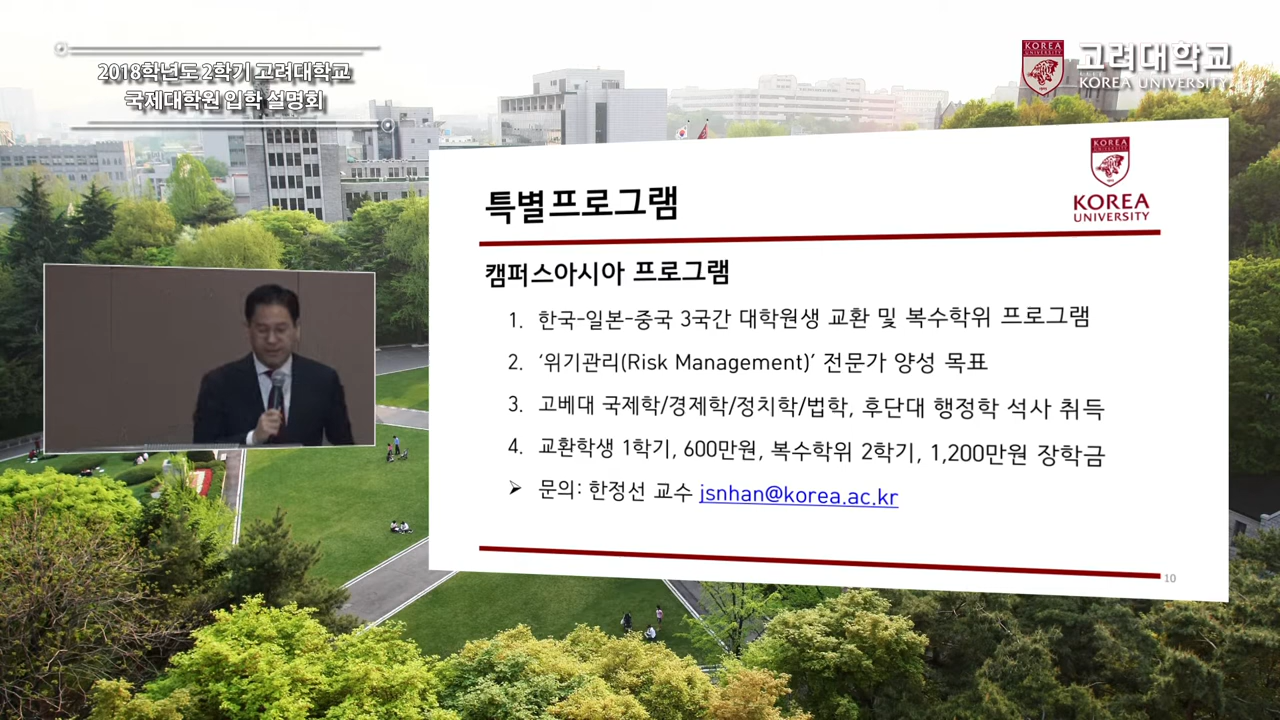 2018학년도 2학기 고려대학교
국제대학원 입학 설명회
KOREA
고려대학교
KOREA UNIVERSITY
KOREA
KOREA
UNIVERSITY
특별프로그램
캠퍼스아시아 프로그램
1. 한국-일본-중국 3국간 대학원생 교환 및 복수학위 프로그램
2. ‘위기관리(Risk Management)’ 전문가 양성 목표
3. 고베대 국제학/경제학/정치학/법학, 후단대 행정학 석사 취득
4. 교환학생 1학기, 600만원, 복수학위 2학기, 1,200만원 장학금
➢ 문의: 한정선 교수 jsnhan@korea.ac.kr
10